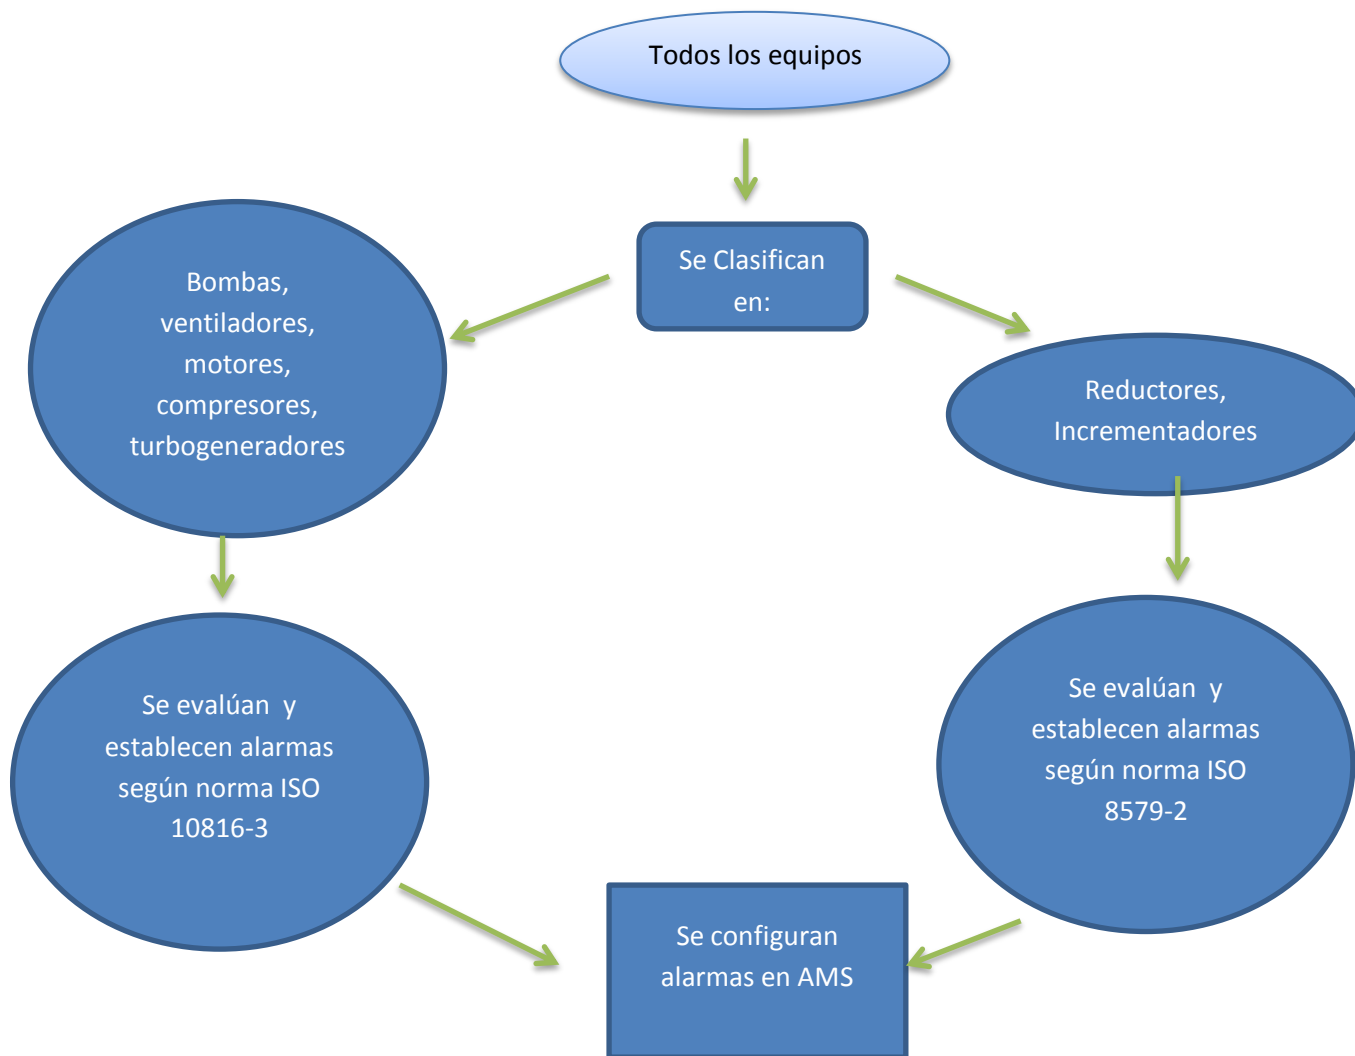 Todos los equipos
Se Clasifican
en:
Bombas,
ventiladores,
motores,
compresores,
turbogeneradores
Reductores,
Incrementadores
Se evalúan  y
establecen alarmas
según norma ISO
10816-3
Se evalúan  y
establecen alarmas
según norma ISO
8579-2
Se configuran
alarmas en AMS